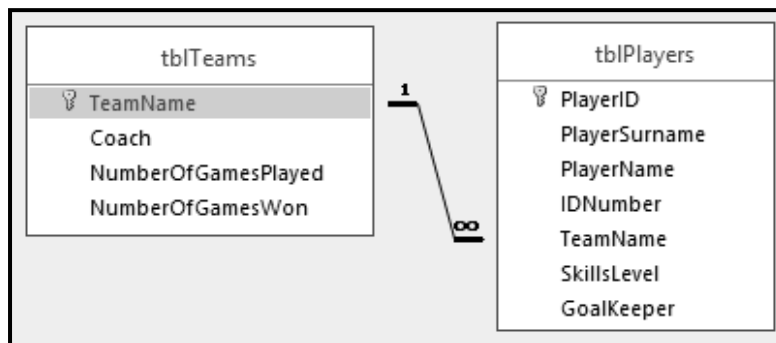 tblTeams
TeamName
Coach
NumberOfGamesPlayed
NumberOfGamesWon
1
∞
tblPlayers
PlayerID
PlayerSurname
PlayerName
IDNumber
TeamName
SkillsLevel
GoalKeeper